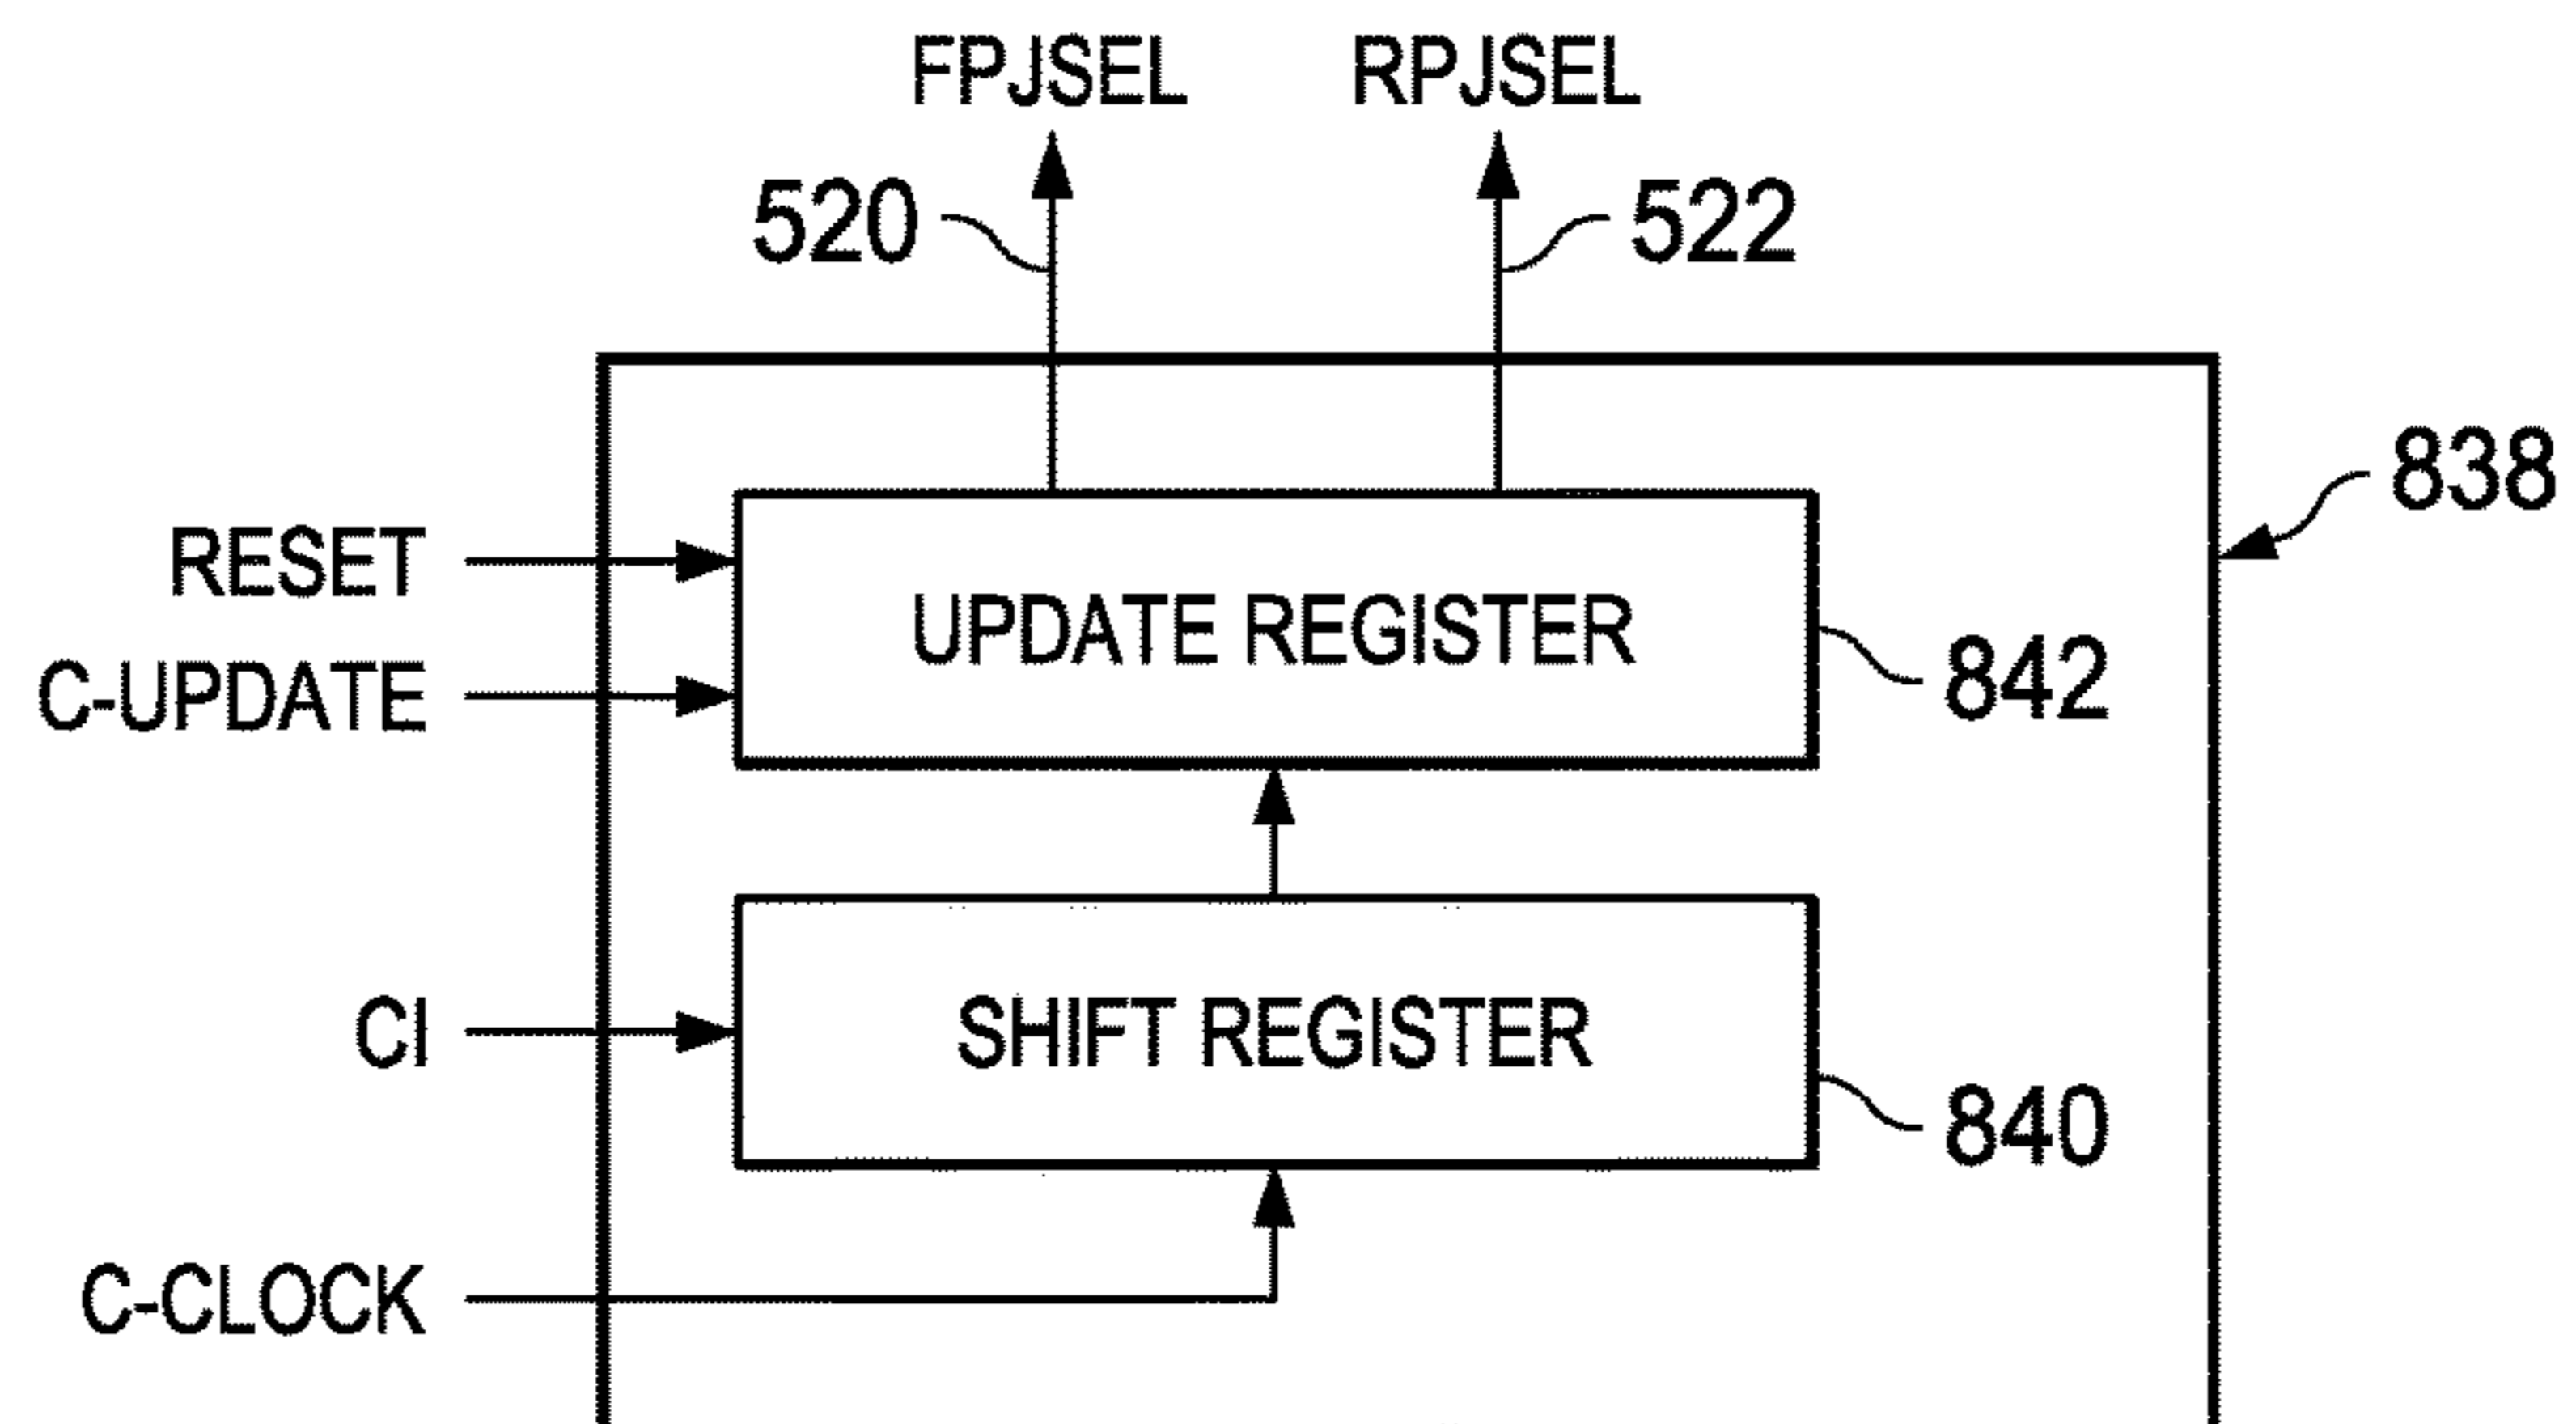 FPJSEL RPJSEL
520 522
838
RESET
UPDATE REGISTER
C-UPDATE
842
CI
SHIFT REGISTER
840
C-CLOCK